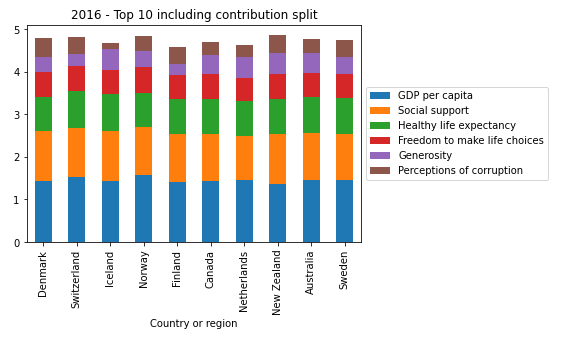 2016 - Top 10 including contribution split
5
4
3
2
1
0
Denmark
Switzerland
Iceland
Norway
Finland
Canada
Netherlands
New Zealand
Australia
Sweden
Country or region
GDP per capita
Social support
Healthy life expectancy
Freedom to make life choices
Generosity
Perceptions of corruption